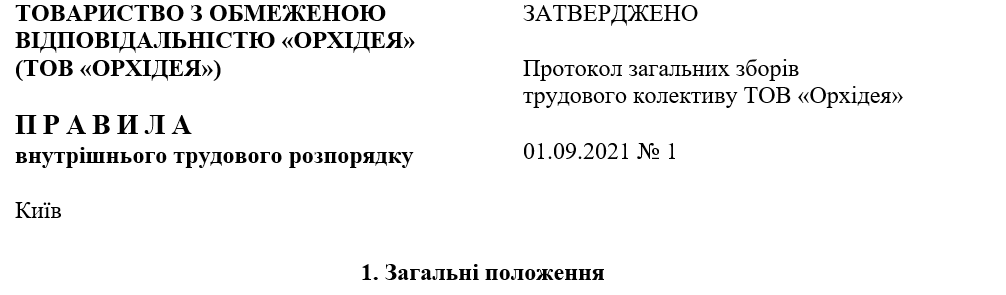 ТОВАРИСТВО З ОБМЕЖЕНОЮ
ВІДПОВІДАЛЬНІСТЮ «ОРХІДЕЯ»
(ТОВ «ОРХІДЕЯ»)
П Р А В И Л А
внутрішнього трудового розпорядку
Київ
ЗАТВЕРДЖЕНО
Протокол загальних зборів
трудового колективу ТОВ «Орхідея»
01.09.2021 № 1
1. Загальні положення